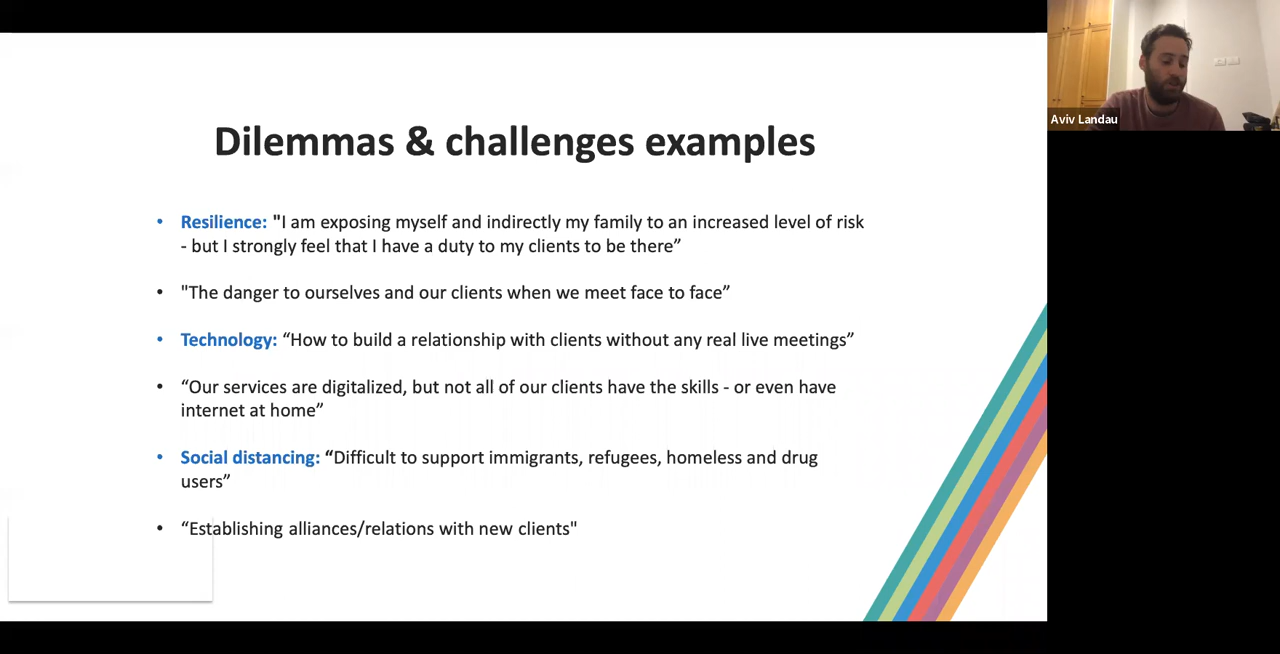 Dilemmas & challenges examples
• Resilience: "I am exposing myself and indirectly my family to an increased level of risk
- but I strongly feel that I have a duty to my clients to be there”
• "The danger to ourselves and our clients when we meet face to face”
• Technology: “How to build a relationship with clients without any real live meetings”
• “Our services are digitalized, but not all of our clients have the skills - or even have
internet at home”
• Social distancing: “Difficult to support immigrants, refugees, homeless and drug
users”
• “Establishing alliances/relations with new clients"
Aviv Landau